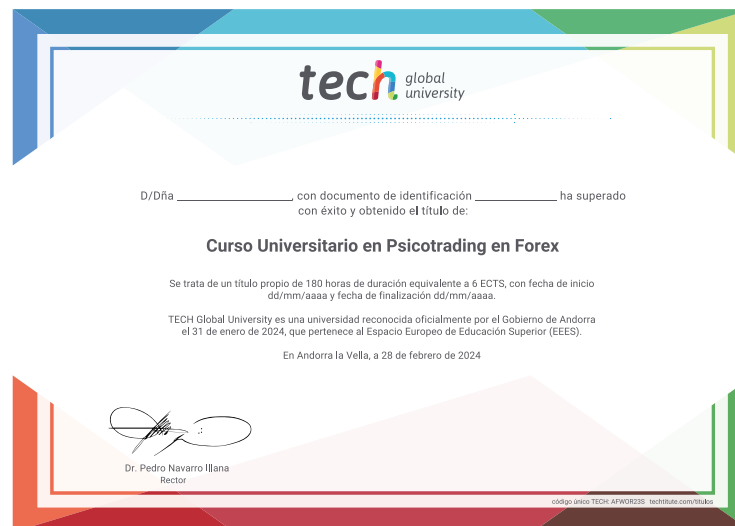 tech global university
D/Dña ____________________, con documento de identificación ______________ ha superado
con éxito y obtenido el título de:
Curso Universitario en Psicotrading en Forex
Se trata de un título propio de 180 horas de duración equivalente a 6 ECTS, con fecha de inicio
dd/mm/aaaa y fecha de finalización dd/mm/aaaa.
TECH Global University es una universidad reconocida oficialmente por el Gobierno de Andorra
el 31 de enero de 2024, que pertenece al Espacio Europeo de Educación Superior (EEES).
En Andorra la Vella, a 28 de febrero de 2024
Dr. Pedro Navarro Illana
Rector
código único TECH: AFWOR23S techtitute.com/titulos